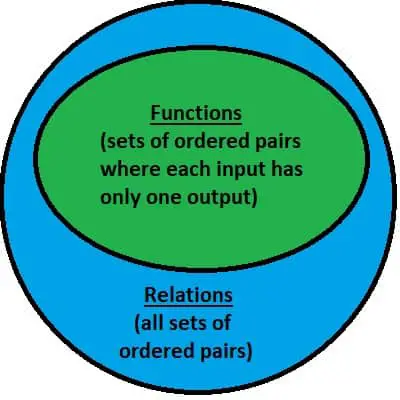 Functions
(sets of ordered pairs
where each input has
only one output)
Relations
(all sets of
ordered pairs)